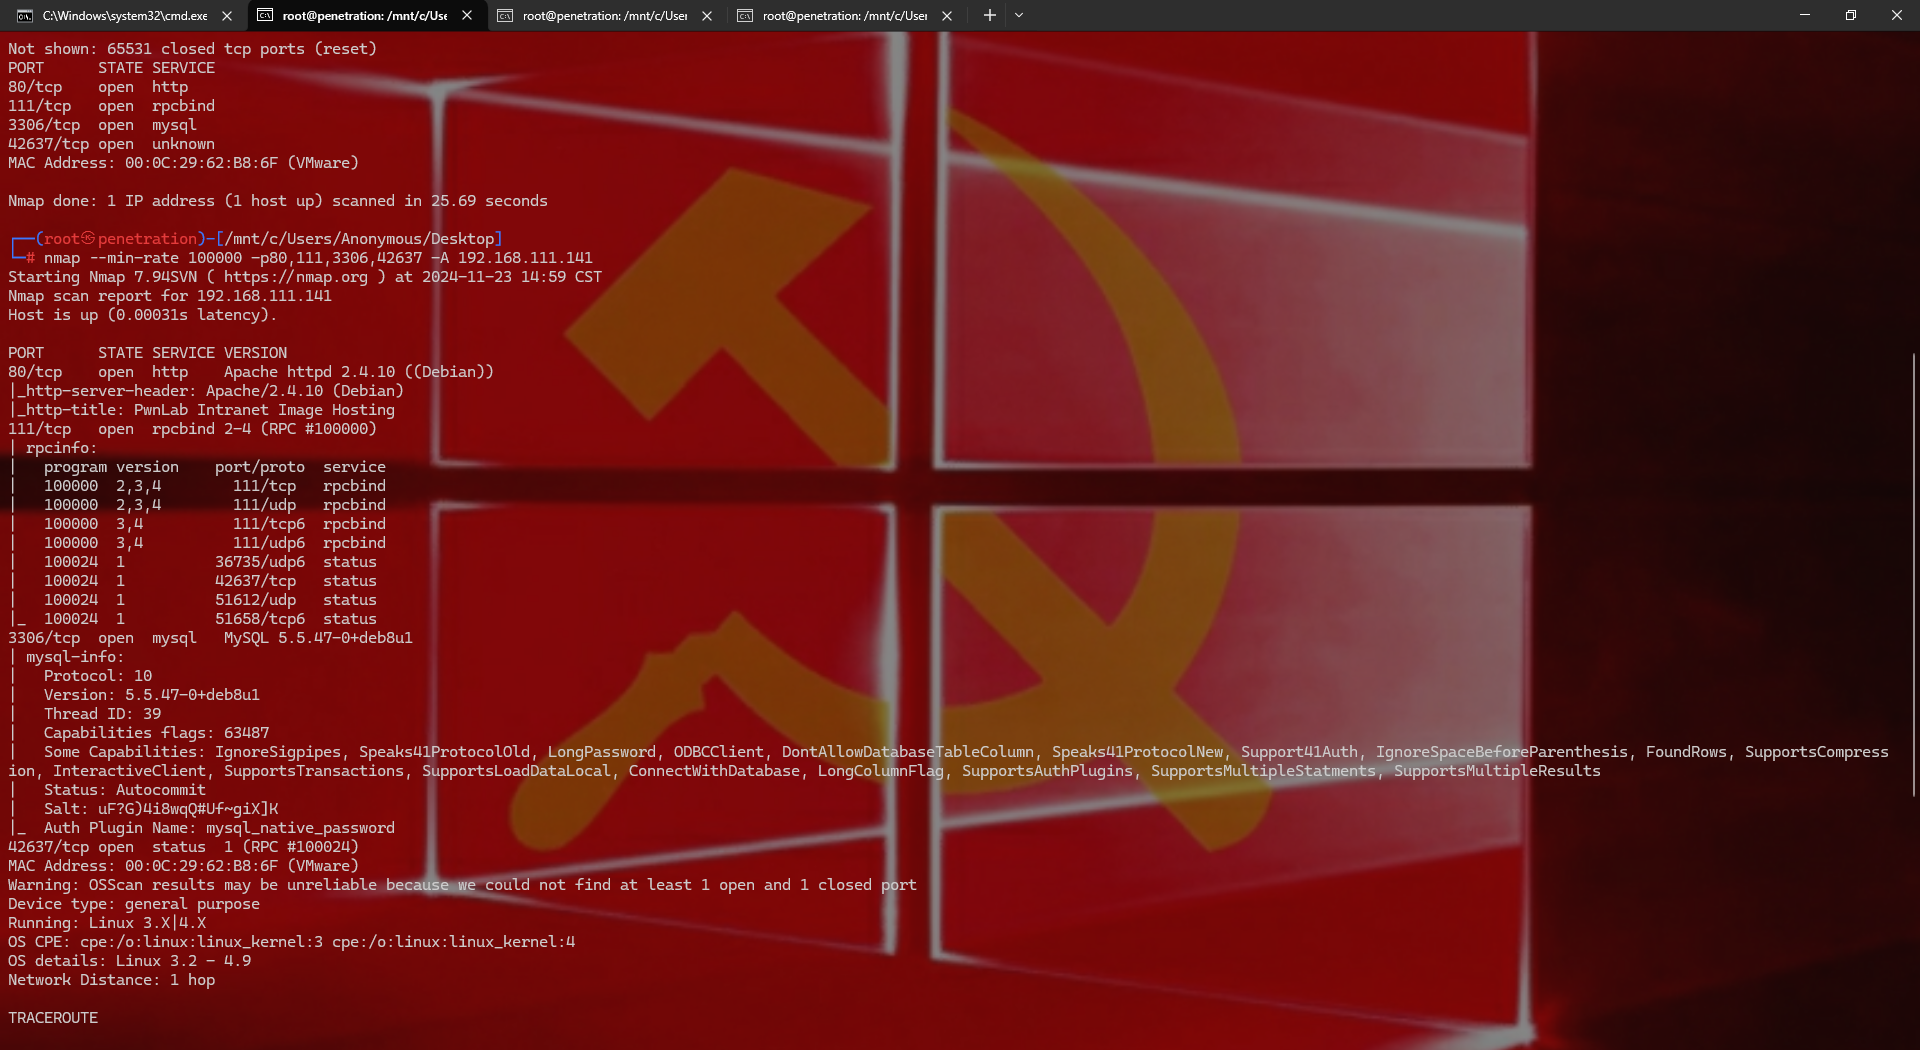 C:\Windows\system32\cmd.exe
root@penetration: /mnt/c/Use
root@penetration: /mnt/c/User
root@penetration: /mnt/c/User
Not shown: 65531 closed tcp ports (reset)
PORT      STATE SERVICE
80/tcp    open  http
111/tcp   open  rpcbind
3306/tcp  open  mysql
42637/tcp open  unknown
MAC Address: 00:0C:29:62:B8:6F (VMware)
Nmap done: 1 IP address (1 host up) scanned in 25.69 seconds
┌──(root㉿penetration)-[/mnt/c/Users/Anonymous/Desktop]
└─# nmap --min-rate 100000 -p80,111,3306,42637 -A 192.168.111.141
Starting Nmap 7.94SVN ( https://nmap.org ) at 2024-11-23 14:59 CST
Nmap scan report for 192.168.111.141
Host is up (0.00031s latency).
PORT      STATE SERVICE VERSION
80/tcp    open  http    Apache httpd 2.4.10 ((Debian))
|_http-server-header: Apache/2.4.10 (Debian)
|_http-title: PwnLab Intranet Image Hosting
111/tcp   open  rpcbind 2-4 (RPC #100000)
| rpcinfo:
|   program version    port/proto  service
|   100000  2,3,4        111/tcp   rpcbind
|   100000  2,3,4        111/udp   rpcbind
|   100000  3,4          111/tcp6  rpcbind
|   100000  3,4          111/udp6  rpcbind
|   100024  1          36735/udp6  status
|   100024  1          42637/tcp   status
|   100024  1          51612/udp   status
|_  100024  1          51658/tcp6  status
3306/tcp  open  mysql   MySQL 5.5.47-0+deb8u1
| mysql-info:
|   Protocol: 10
|   Version: 5.5.47-0+deb8u1
|   Thread ID: 39
|   Capabilities flags: 63487
|   Some Capabilities: IgnoreSigpipes, Speaks41ProtocolOld, LongPassword, ODBCClient, DontAllowDatabaseTableColumn, Speaks41ProtocolNew, Support41Auth, IgnoreSpaceBeforeParenthesis, FoundRows, SupportsCompress
ion, InteractiveClient, SupportsTransactions, SupportsLoadDataLocal, ConnectWithDatabase, LongColumnFlag, SupportsAuthPlugins, SupportsMultipleStatments, SupportsMultipleResults
|   Status: Autocommit
|   Salt: uF?G)4i8wqQ#Uf~giX]K
|_  Auth Plugin Name: mysql_native_password
42637/tcp open  status  1 (RPC #100024)
MAC Address: 00:0C:29:62:B8:6F (VMware)
Warning: OSScan results may be unreliable because we could not find at least 1 open and 1 closed port
Device type: general purpose
Running: Linux 3.X|4.X
OS CPE: cpe:/o:linux:linux_kernel:3 cpe:/o:linux:linux_kernel:4
OS details: Linux 3.2 - 4.9
Network Distance: 1 hop
TRACEROUTE